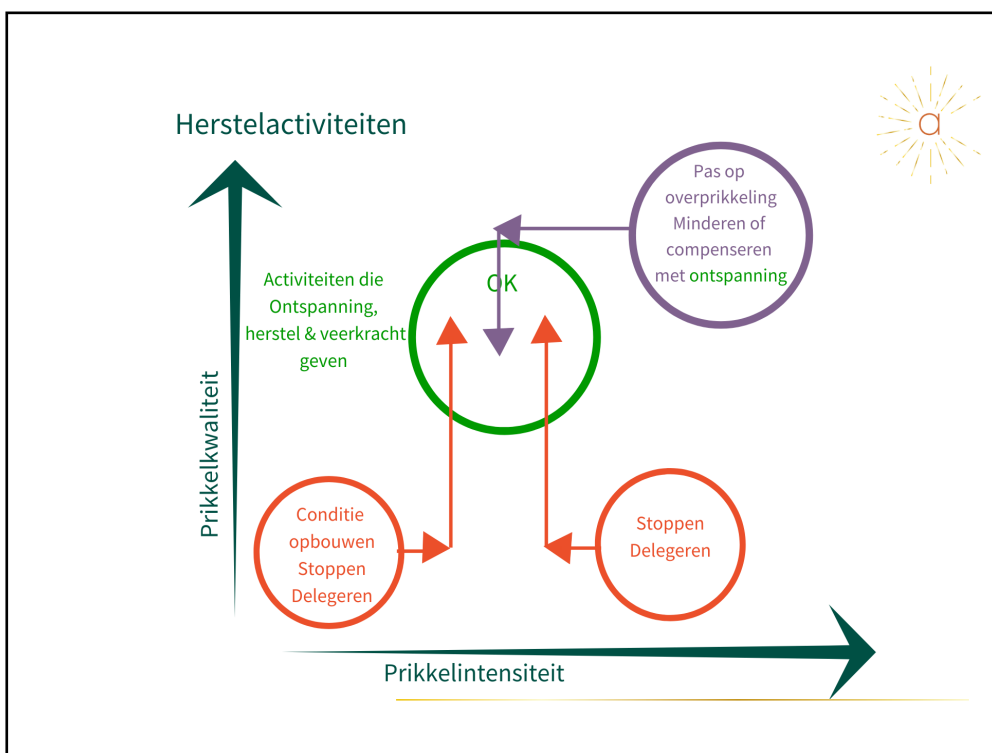 Herstelactiviteiten
a
Pas op
overprikkeling
Minderen of
compenseren
met ontspanning
OK
Activiteiten die
Ontspanning,
herstel & veerkracht
geven
Prikkelkwaliteit
Conditie
opbouwen
Stoppen
Delegeren
Stoppen
Delegeren
Prikkelintensiteit